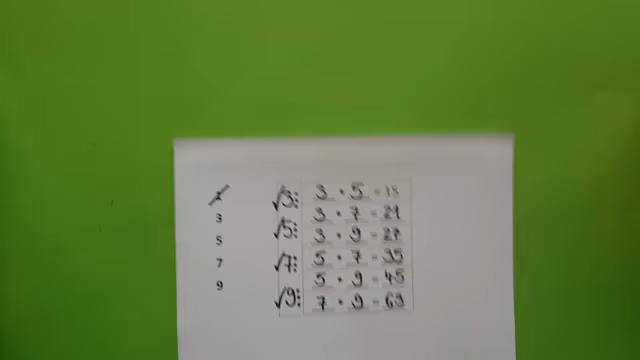 1
3
5
7
9
√3:
√5:
√7:
√9:
3 • 5 = 15
3 • 7 = 21
3 • 9 = 27
5 • 7 = 35
5 • 9 = 45
7 • 9 = 63